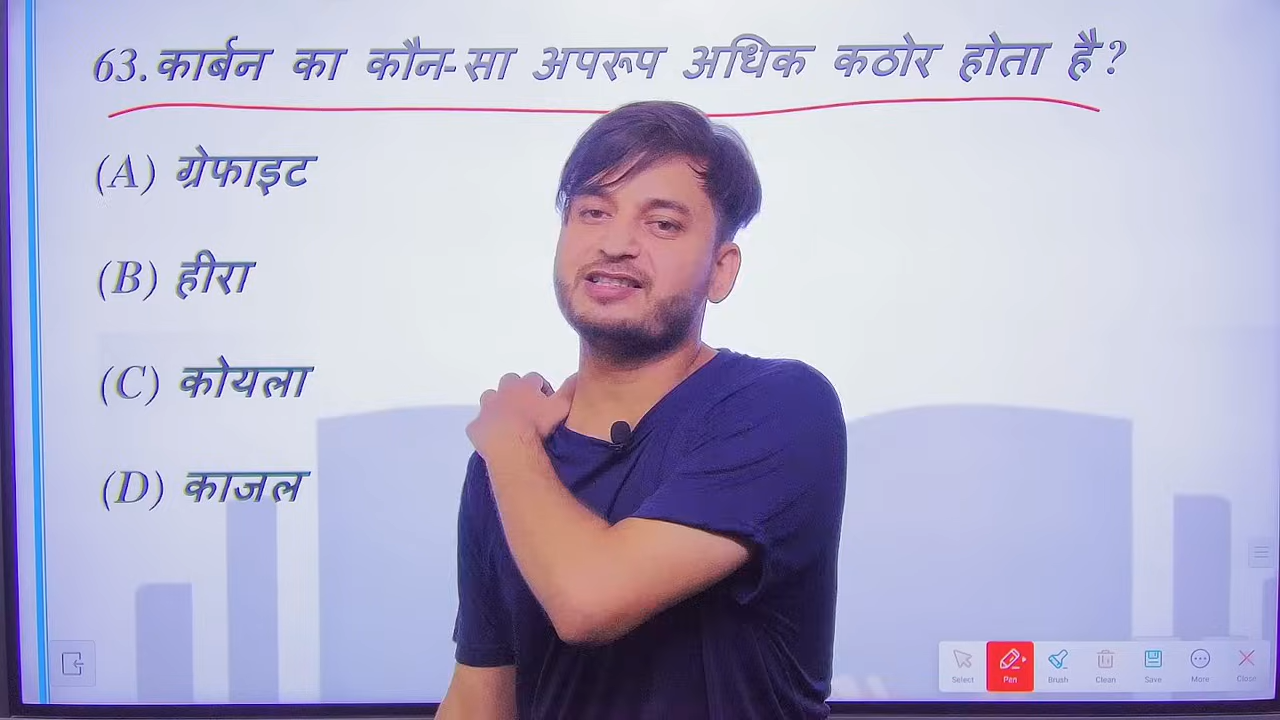 63. कार्बन का कौन-सा अपरूप अधिक कठोर होता है?
(A) ग्रेफाइट
(B) हीरा
(C) कोयला
(D) काजल
Select Pen Brush Clean Save More Close